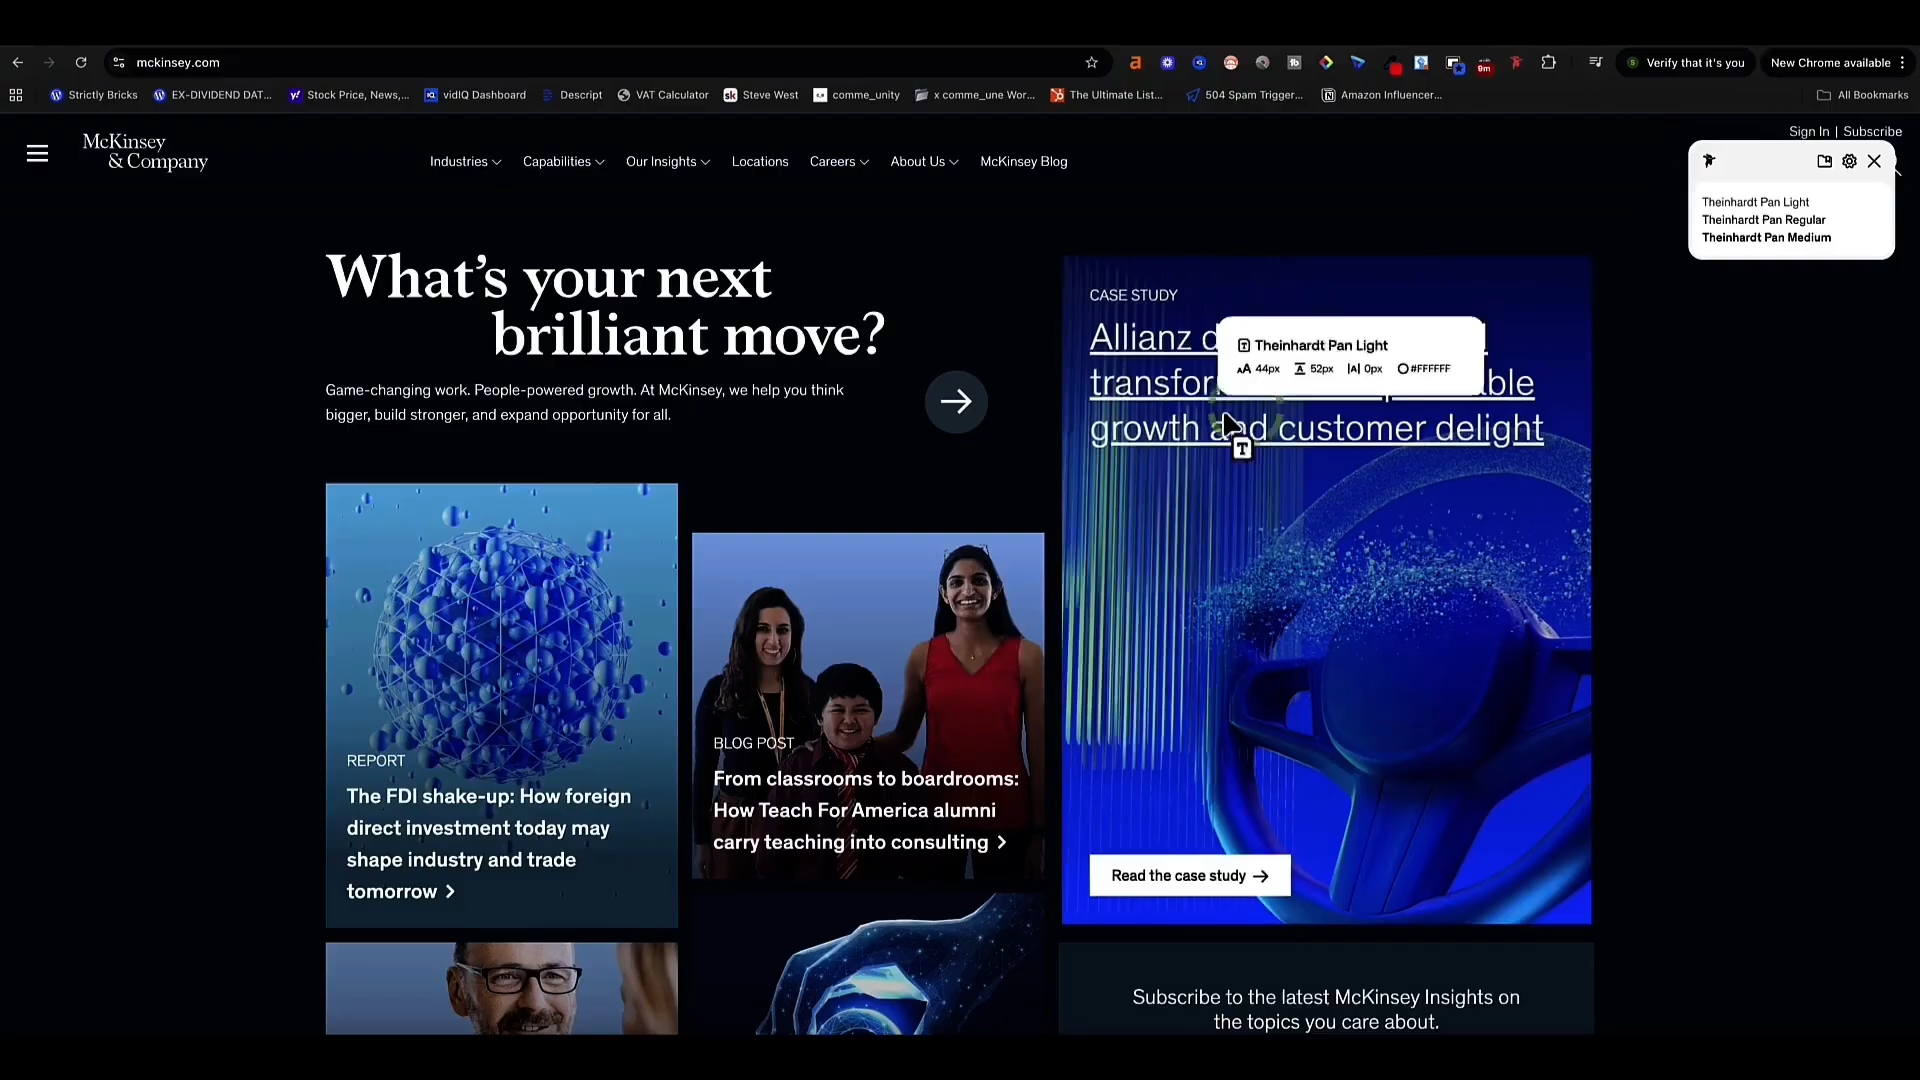 mckinsey.com
9m
Verify that it's you
New Chrome available
Strictly Bricks
EX-DIVIDEND DAT...
Stock Price, News,...
vidIQ Dashboard
Descript
VAT Calculator
Steve West
comme_unity
x comme_une Wor...
The Ultimate List...
504 Spam Trigger...
Amazon Influencer...
All Bookmarks
Sign In | Subscribe
McKinsey
& Company
Industries
Capabilities
Our Insights
Locations
Careers
About Us
McKinsey Blog
Theinhardt Pan Light
Theinhardt Pan Regular
Theinhardt Pan Medium
What's your next
brilliant move?
Game-changing work. People-powered growth. At McKinsey, we help you think
bigger, build stronger, and expand opportunity for all.
CASE STUDY
Allianz
growth and customer delight
Theinhardt Pan Light
44px 52px 0px #FFFFFF
REPORT
The FDI shake-up: How foreign
direct investment today may
shape industry and trade
tomorrow >
BLOG POST
From classrooms to boardrooms:
How Teach For America alumni
carry teaching into consulting >
Read the case study →
Subscribe to the latest McKinsey Insights on
the topics you care about.